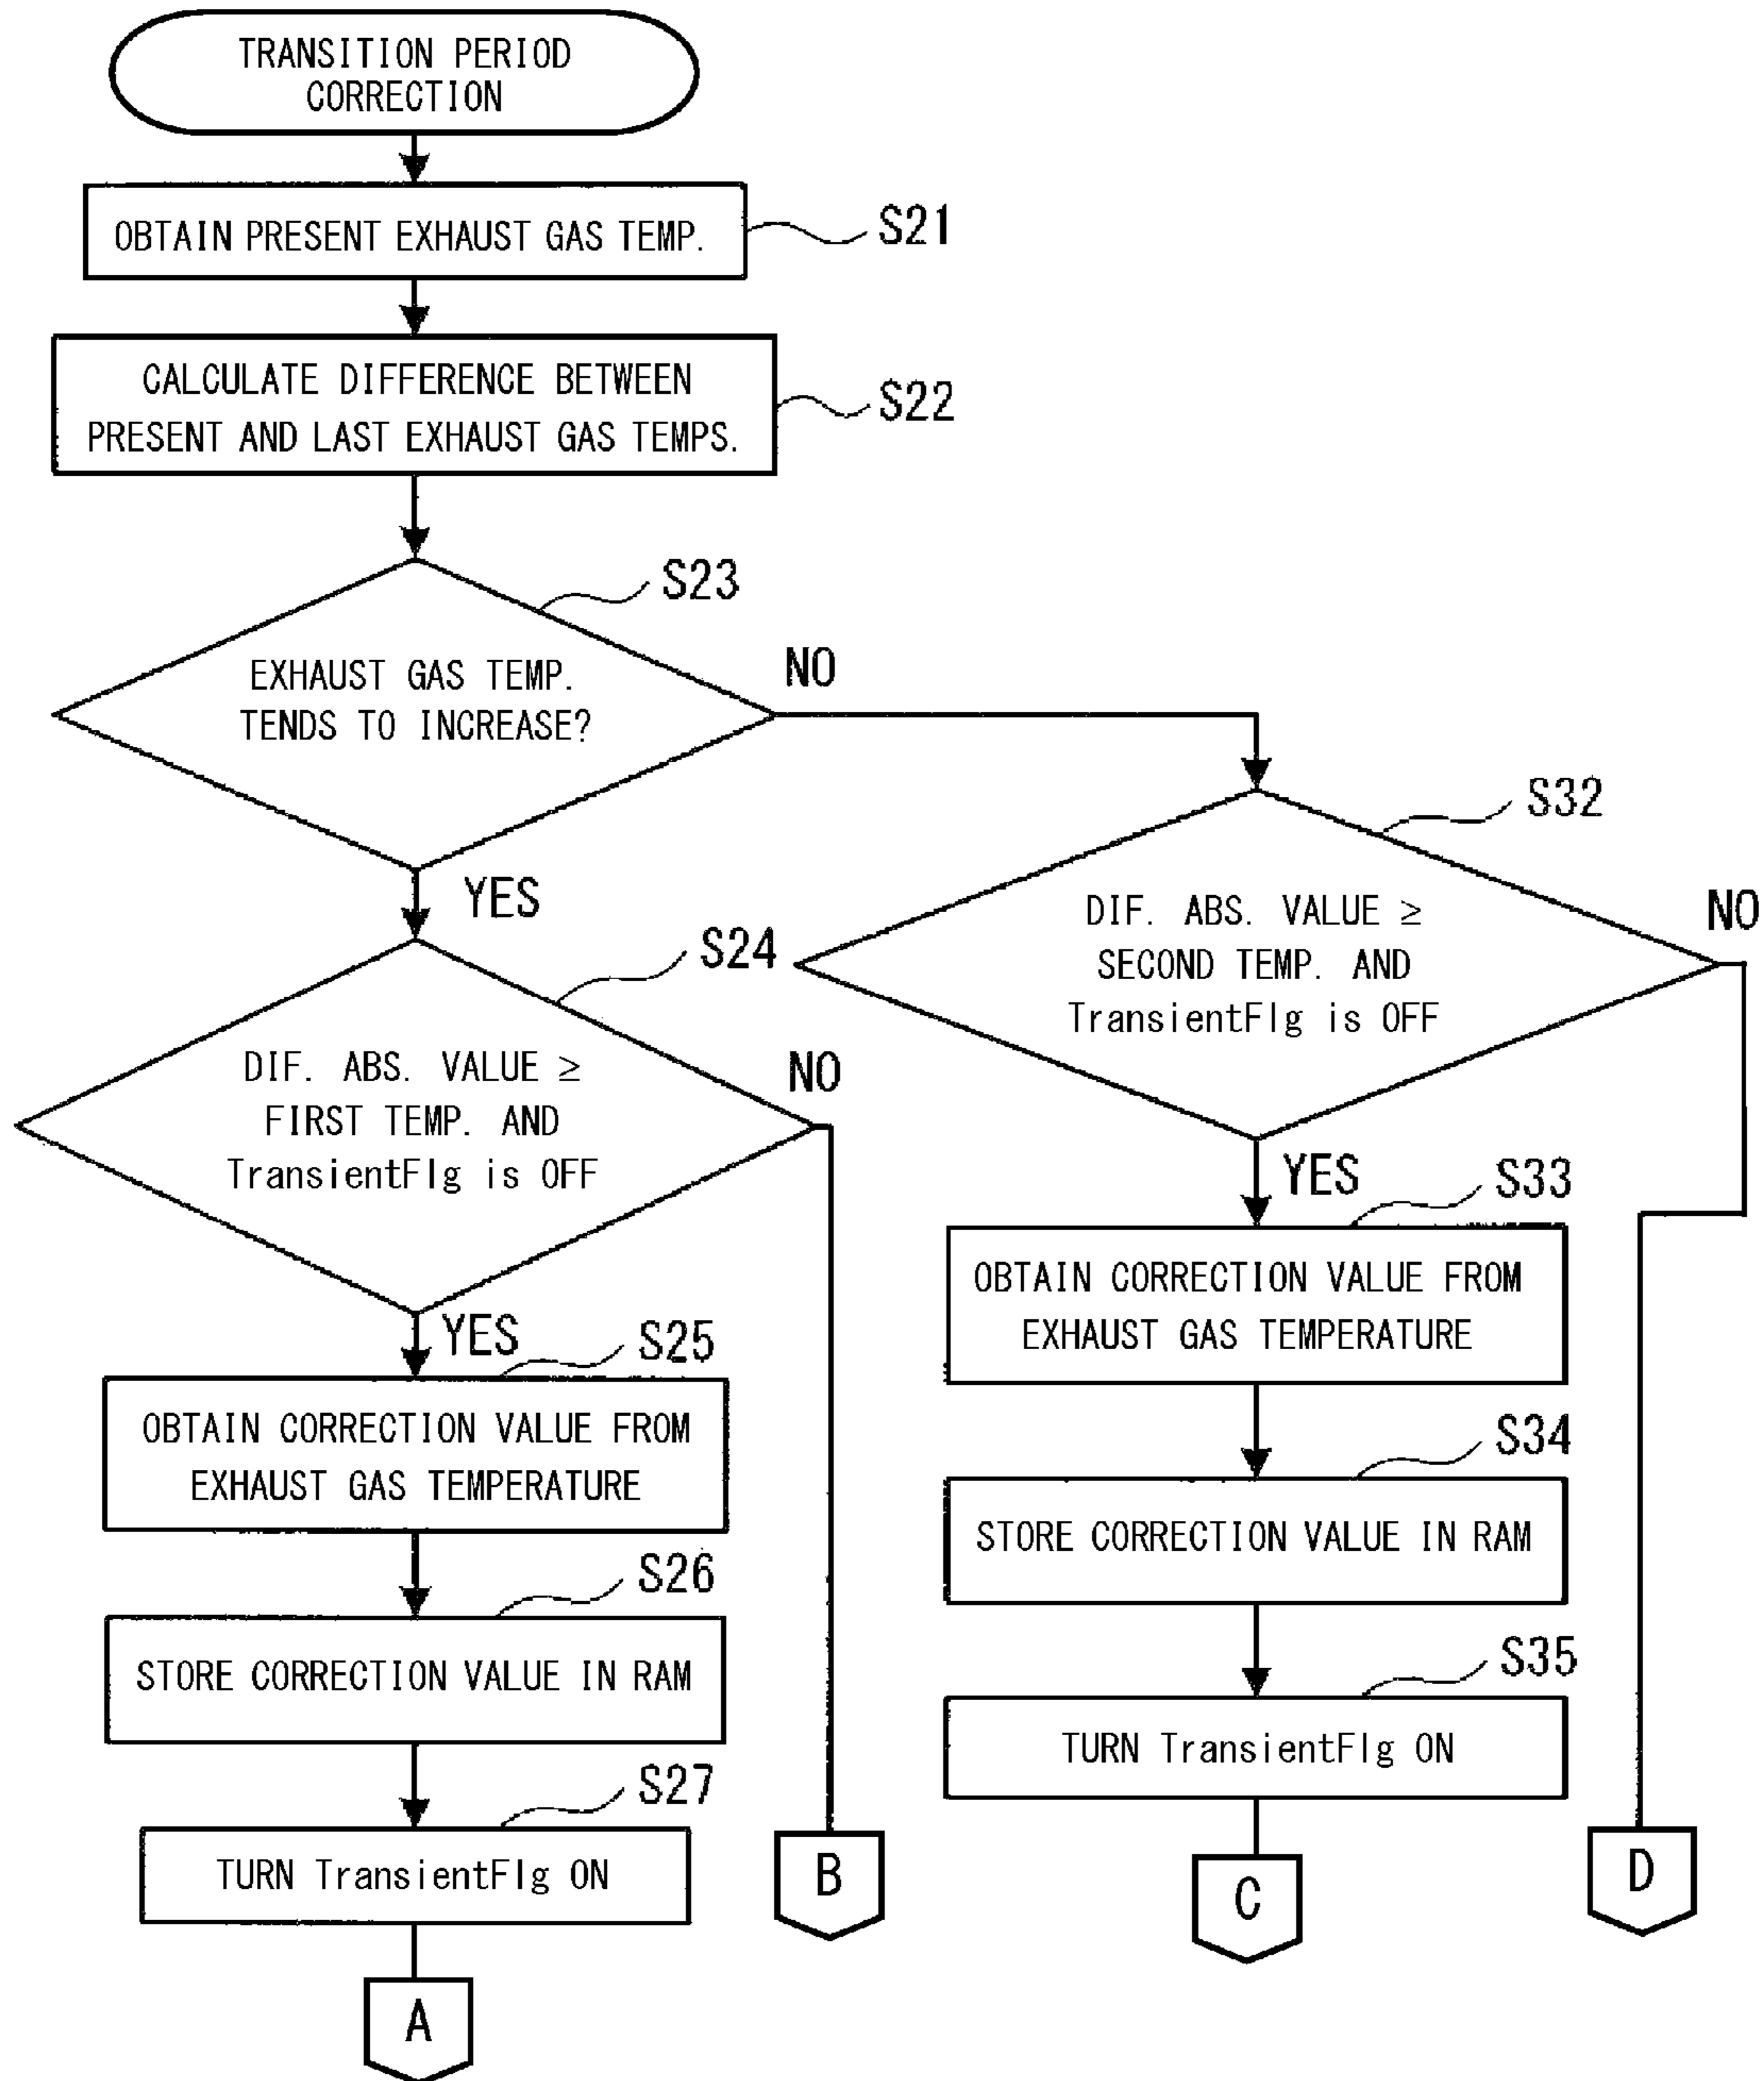 TRANSITION PERIOD
CORRECTION
OBTAIN PRESENT EXHAUST GAS TEMP.
S21
CALCULATE DIFFERENCE BETWEEN
PRESENT AND LAST EXHAUST GAS TEMPS.
S22
S23
EXHAUST GAS TEMP.
TENDS TO INCREASE?
NO
YES
S24
DIF. ABS. VALUE ≥
FIRST TEMP. AND
TransientFlg is OFF
NO
YES
S25
OBTAIN CORRECTION VALUE FROM
EXHAUST GAS TEMPERATURE
S26
STORE CORRECTION VALUE IN RAM
S27
TURN TransientFlg ON
A
B
S32
DIF. ABS. VALUE ≥
SECOND TEMP. AND
TransientFlg is OFF
NO
YES
S33
OBTAIN CORRECTION VALUE FROM
EXHAUST GAS TEMPERATURE
S34
STORE CORRECTION VALUE IN RAM
S35
TURN TransientFlg ON
C
D